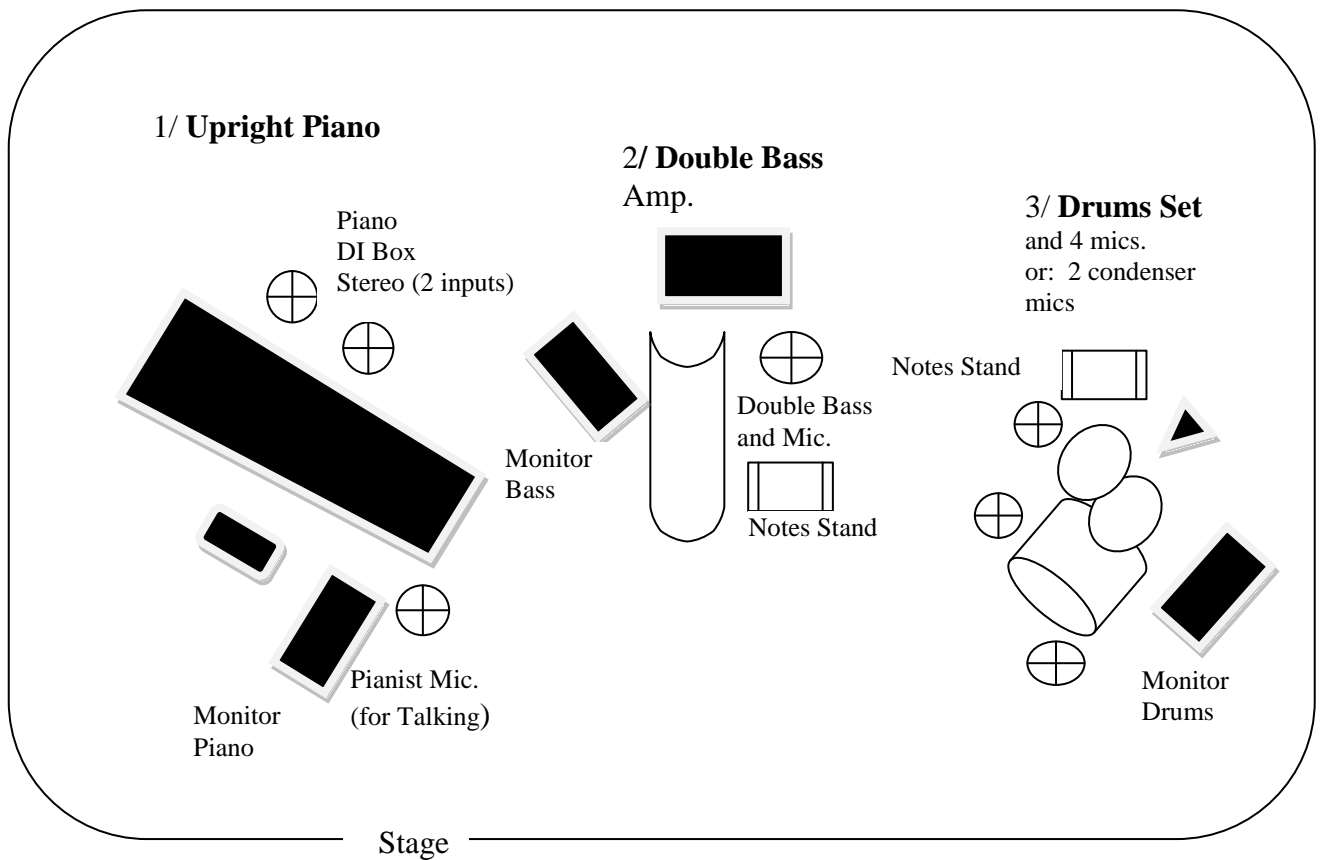 1/ Upright Piano
Piano
DI Box
Stereo (2 inputs)
2/ Double Bass
Amp.
3/ Drums Set
and 4 mics.
or:  2 condenser
mics
Notes Stand
Double Bass
and Mic.
Monitor
Bass
Notes Stand
Pianist Mic.
(for Talking)
Monitor
Piano
Monitor
Drums
Stage